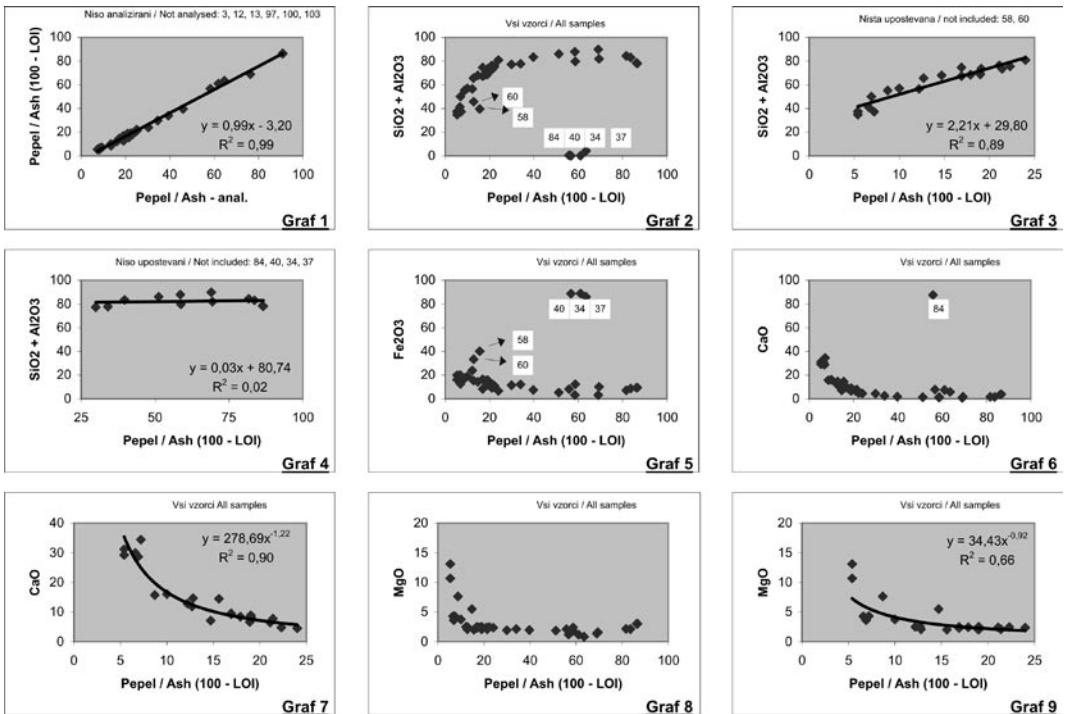 Niso analizirani / Not analysed: 3, 12, 13, 97, 100, 103
Pepel / Ash (100 - LOI)
100
80
60
40
20
0
y = 0,99x - 3,20
R² = 0,99
0 20 40 60 80 100
Pepel / Ash - anal.
Graf 1
Vsi vzorci / All samples
SiO2 + Al2O3
100
80
60
40
20
0
60
58
84 40 34 37
0 20 40 60 80 100
Pepel / Ash (100 - LOI)
Graf 2
Nista upostevana / not included: 58, 60
SiO2 + Al2O3
100
80
60
40
20
0
y = 2,21x + 29,80
R² = 0,89
5 10 15 20 25
Pepel / Ash (100 - LOI)
Graf 3
Niso upostevani / Not included: 84, 40, 34, 37
SiO2 + Al2O3
100
80
60
40
20
0
y = 0,03x + 80,74
R² = 0,02
25 50 75 100
Pepel / Ash (100 - LOI)
Graf 4
Vsi vzorci / All samples
Fe2O3
100
80
60
40
20
0
40 34 37
58
60
0 20 40 60 80 100
Pepel / Ash (100 - LOI)
Graf 5
Vsi vzorci / All samples
CaO
100
80
60
40
20
0
84
0 20 40 60 80 100
Pepel / Ash (100 - LOI)
Graf 6
Vsi vzorci All samples
CaO
40
30
20
10
0
y = 278,69x⁻¹,²²
R² = 0,90
0 5 10 15 20 25
Pepel / Ash (100 - LOI)
Graf 7
Vsi vzorci / All samples
MgO
20
15
10
5
0
0 20 40 60 80 100
Pepel / Ash (100 - LOI)
Graf 8
Vsi vzorci / All samples
MgO
20
15
10
5
0
y = 34,43x⁻⁰,⁹²
R² = 0,66
0 5 10 15 20 25
Pepel / Ash (100 - LOI)
Graf 9